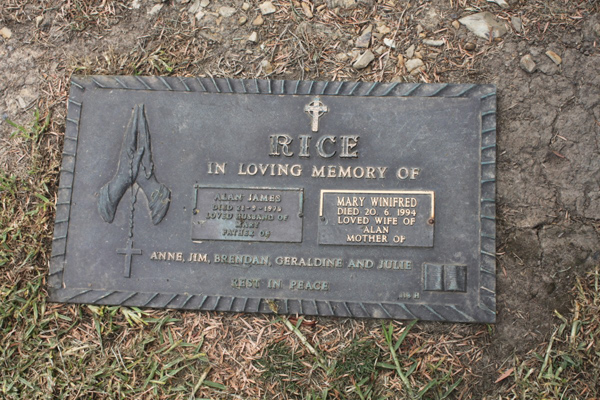 RICE
IN LOVING MEMORY OF
ALAN JAMES
LOVED HUSBAND OF
MARY
FATHER OF
MARY WINIFRED
DIED 20 6 1994
LOVED WIFE OF
ALAN
MOTHER OF
ANNE, JIM, BRENDAN, GERALDINE AND JULIE
REST IN PEACE